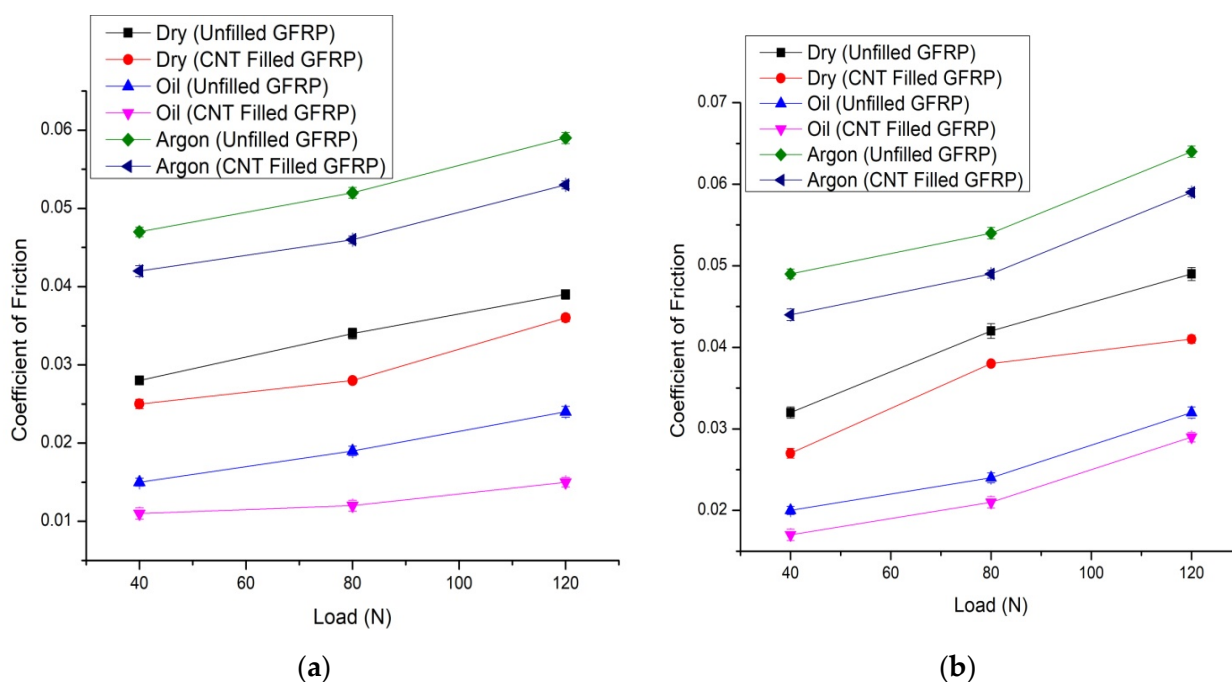 Dry (Unfilled GFRP)
Dry (CNT Filled GFRP)
Oil (Unfilled GFRP)
Oil (CNT Filled GFRP)
Argon (Unfilled GFRP)
Argon (CNT Filled GFRP)
0.06
0.05
0.04
0.03
0.02
0.01
Coefficient of Friction
40
60
80
100
120
Load (N)
(a)
Dry (Unfilled GFRP)
Dry (CNT Filled GFRP)
Oil (Unfilled GFRP)
Oil (CNT Filled GFRP)
Argon (Unfilled GFRP)
Argon (CNT Filled GFRP)
0.07
0.06
0.05
0.04
0.03
0.02
Coefficient of Friction
40
60
80
100
120
Load (N)
(b)